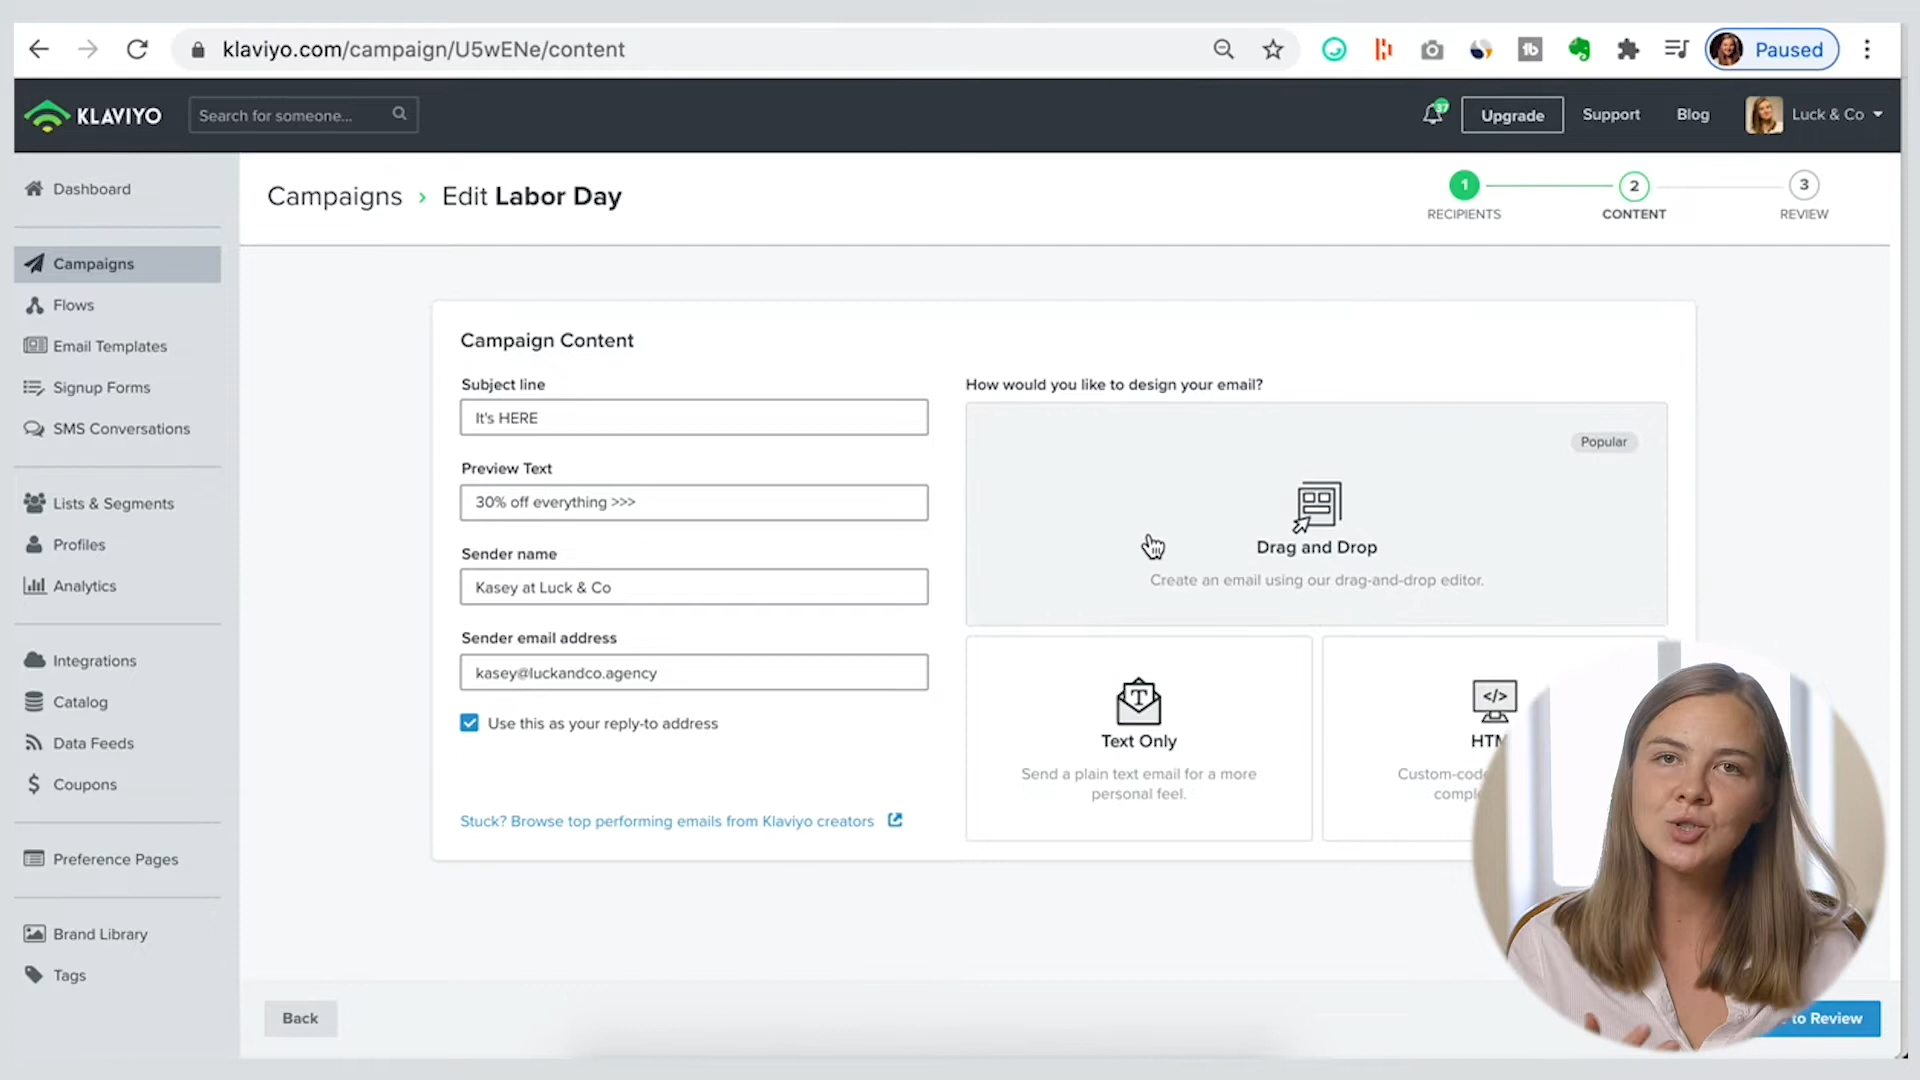 klaviyo.com/campaign/U5wENe/content
Paused
KLAVIYO
Search for someone...
37
Upgrade
Support
Blog
Luck & Co
Dashboard
Campaigns
Flows
Email Templates
Signup Forms
SMS Conversations
Lists & Segments
Profiles
Analytics
Integrations
Catalog
Data Feeds
Coupons
Preference Pages
Brand Library
Tags
Campaigns › Edit Labor Day
1
RECIPIENTS
2
CONTENT
3
REVIEW
Campaign Content
Subject line
It's HERE
Preview Text
30% off everything >>>
Sender name
Kasey at Luck & Co
Sender email address
kasey@luckandco.agency
Use this as your reply-to address
Stuck? Browse top performing emails from Klaviyo creators
How would you like to design your email?
Popular
Drag and Drop
Create an email using our drag-and-drop editor.
T
Text Only
Send a plain text email for a more
personal feel.
</>
Back
to Review